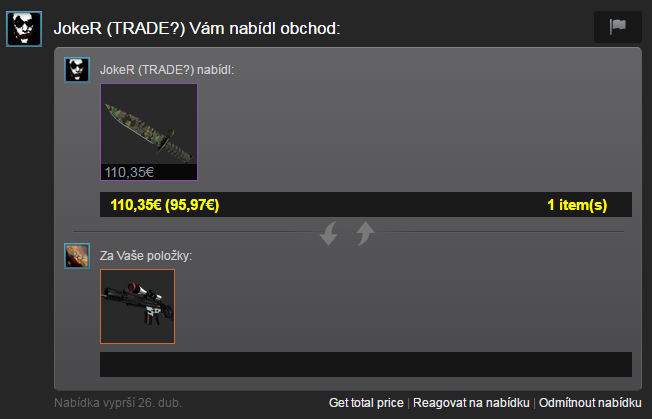 JokeR (TRADE?) Vám nabídl obchod:
JokeR (TRADE?) nabídl:
110,35€
110,35€ (95,97€) 1 item(s)
Za Vaše položky:
Nabídka vyprší 26. dub. Get total price | Reagovat na nabídku | Odmítnout nabídku